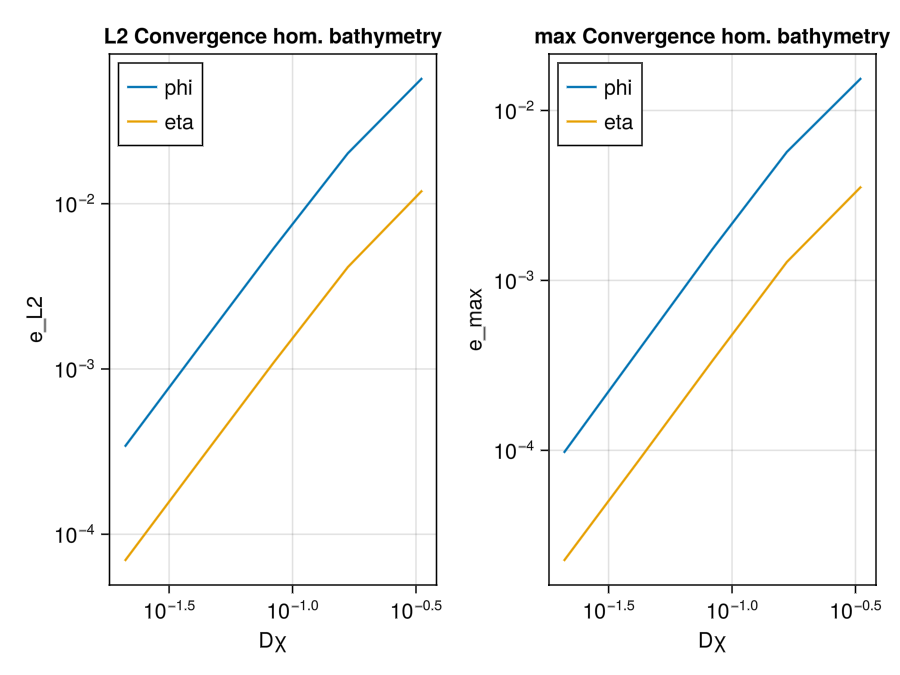 L2 Convergence hom. bathymetry
phi
eta
10⁻²
10⁻³
10⁻⁴
e_L2
10⁻¹·⁵
10⁻¹·⁰
10⁻⁰·⁵
Dχ
max Convergence hom. bathymetry
phi
eta
10⁻²
10⁻³
10⁻⁴
e_max
10⁻¹·⁵
10⁻¹·⁰
10⁻⁰·⁵
Dχ